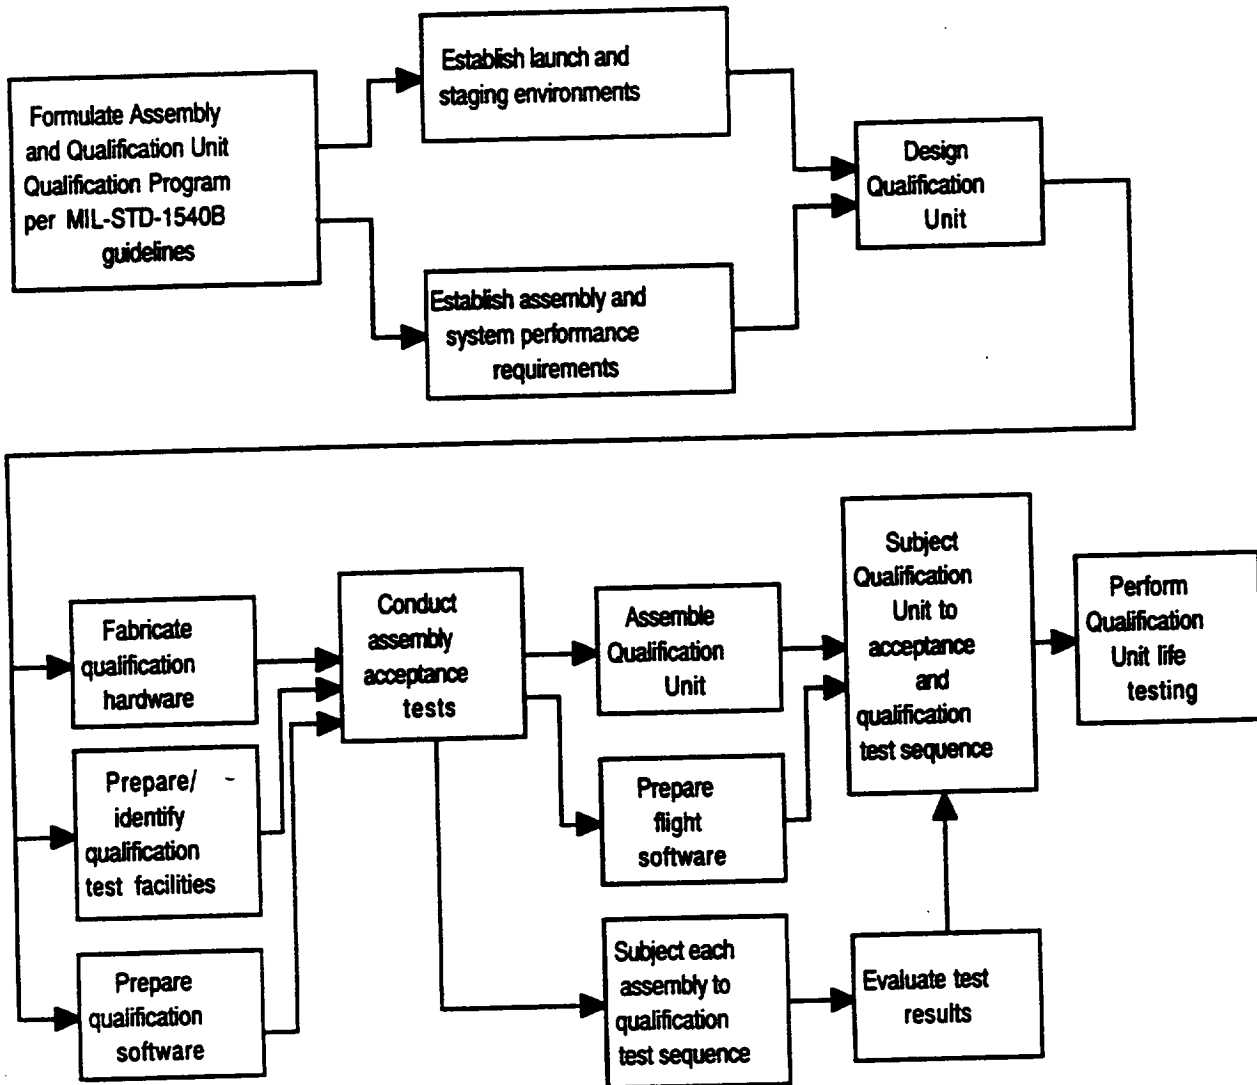 Formulate Assembly
and Qualification Unit
Qualification Program
per MIL-STD-1540B
guidelines
Establish launch and
staging environments
Establish assembly and
system performance
requirements
Design
Qualification
Unit
Fabricate
qualification
hardware
Prepare/
identify
qualification
test facilities
Prepare
qualification
software
Conduct
assembly
acceptance
tests
Assemble
Qualification
Unit
Prepare
flight
software
Subject each
assembly to
qualification
test sequence
Evaluate test
results
Subject
Qualification
Unit to
acceptance
and
qualification
test sequence
Perform
Qualification
Unit life
testing